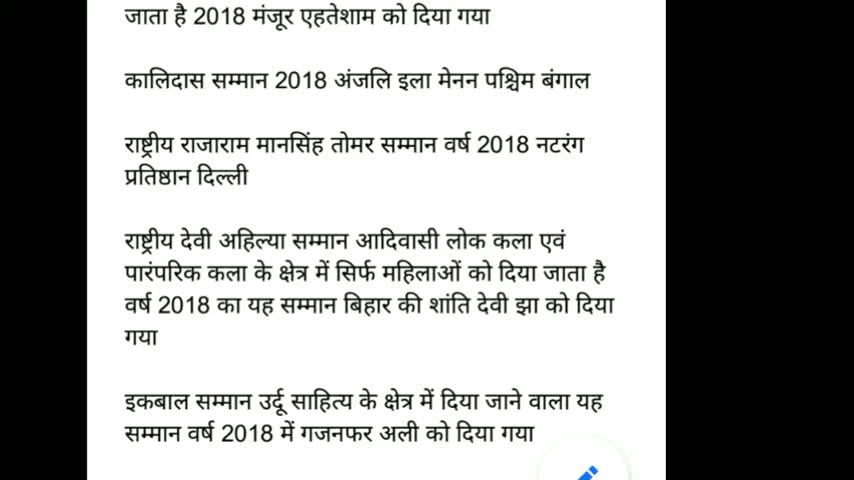 जाता है 2018 मंजूर एहतेशाम को दिया गया
कालिदास सम्मान 2018 अंजलि इला मेनन पश्चिम बंगाल
राष्ट्रीय राजाराम मानसिंह तोमर सम्मान वर्ष 2018 नटरंग
प्रतिष्ठान दिल्ली
राष्ट्रीय देवी अहिल्या सम्मान आदिवासी लोक कला एवं
पारंपरिक कला के क्षेत्र में सिर्फ महिलाओं को दिया जाता है
वर्ष 2018 का यह सम्मान बिहार की शांति देवी झा को दिया
गया
इकबाल सम्मान उर्दू साहित्य के क्षेत्र में दिया जाने वाला यह
सम्मान वर्ष 2018 में गजनफर अली को दिया गया